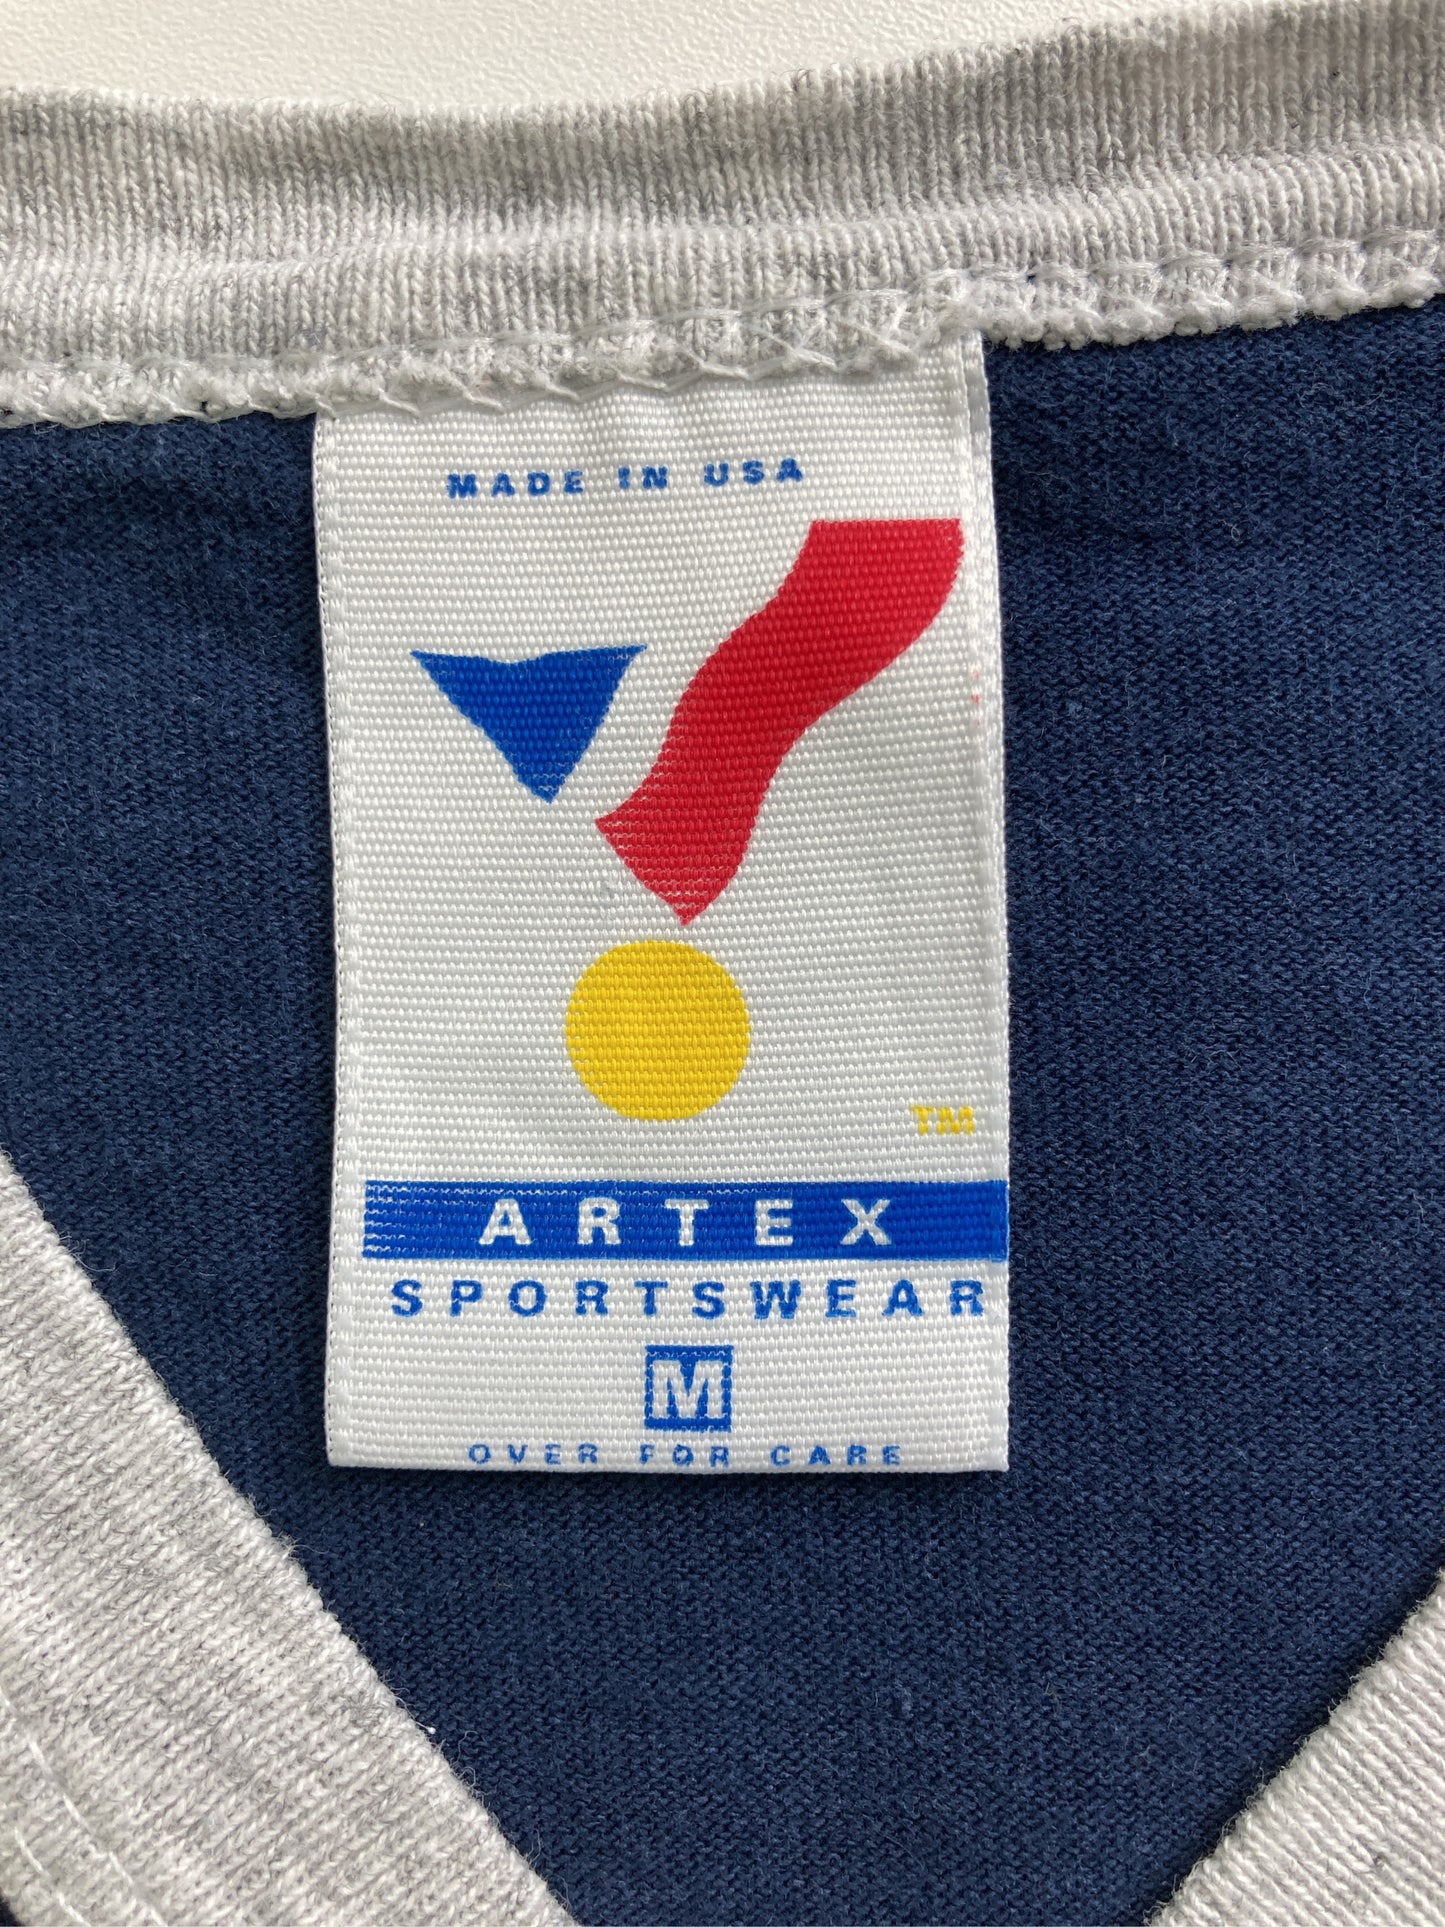 MADE IN USA
TM
ARTEX
SPORTSWEAR
M
OVER FOR CARE